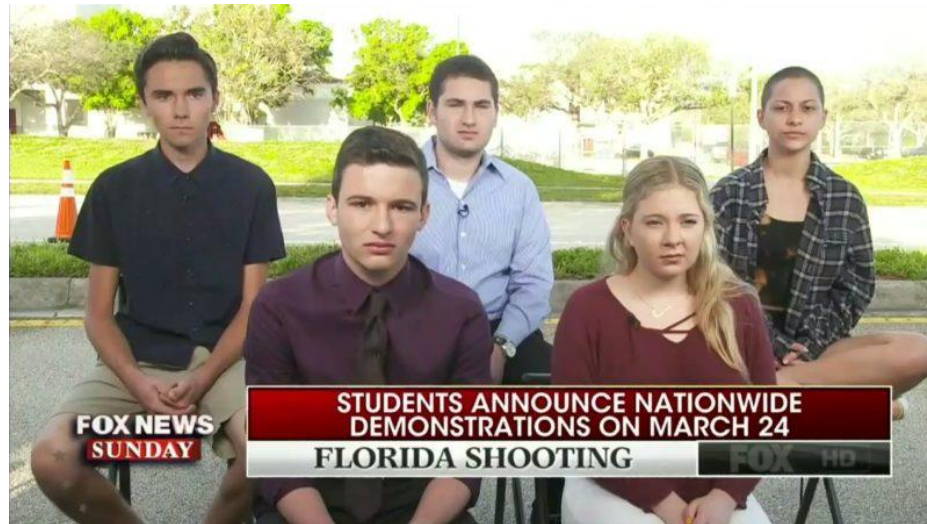 STUDENTS ANNOUNCE NATIONWIDE
DEMONSTRATIONS ON MARCH 24
FOX NEWS
SUNDAY
FLORIDA SHOOTING
FOX HD